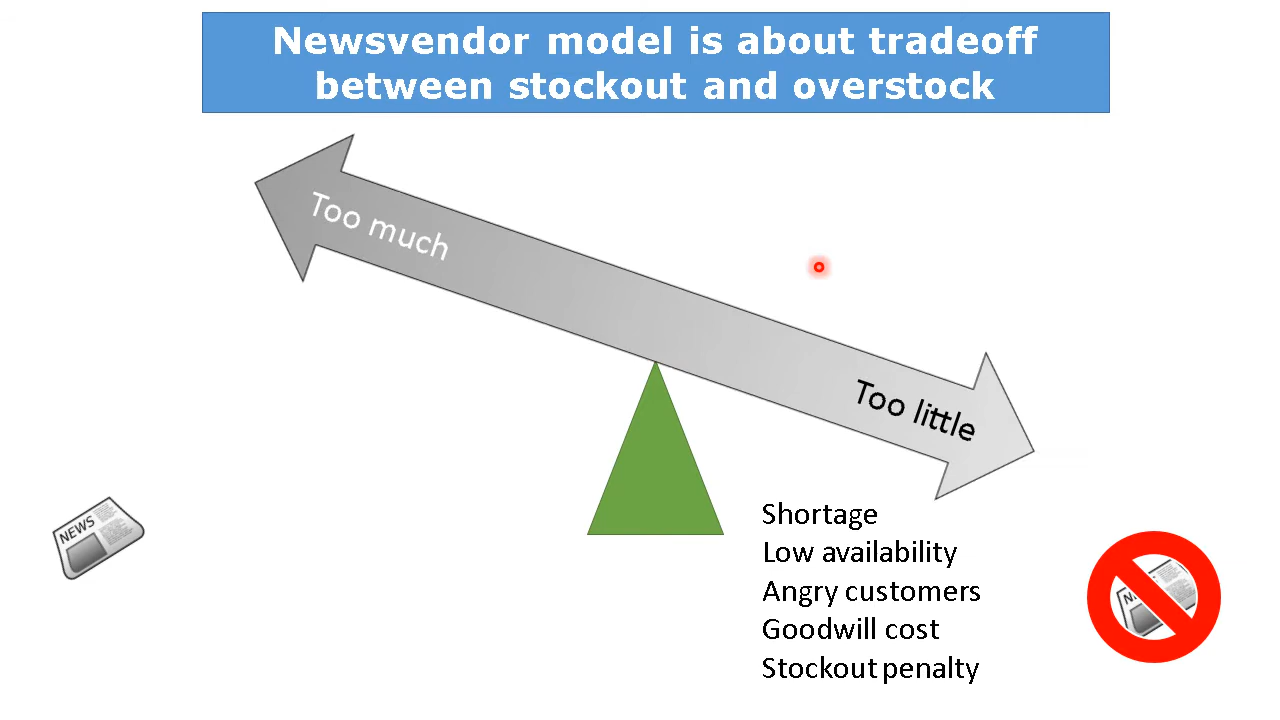 Newsvendor model is about tradeoff
between stockout and overstock
Too much
Too little
Shortage
Low availability
Angry customers
Goodwill cost
Stockout penalty
NEWS